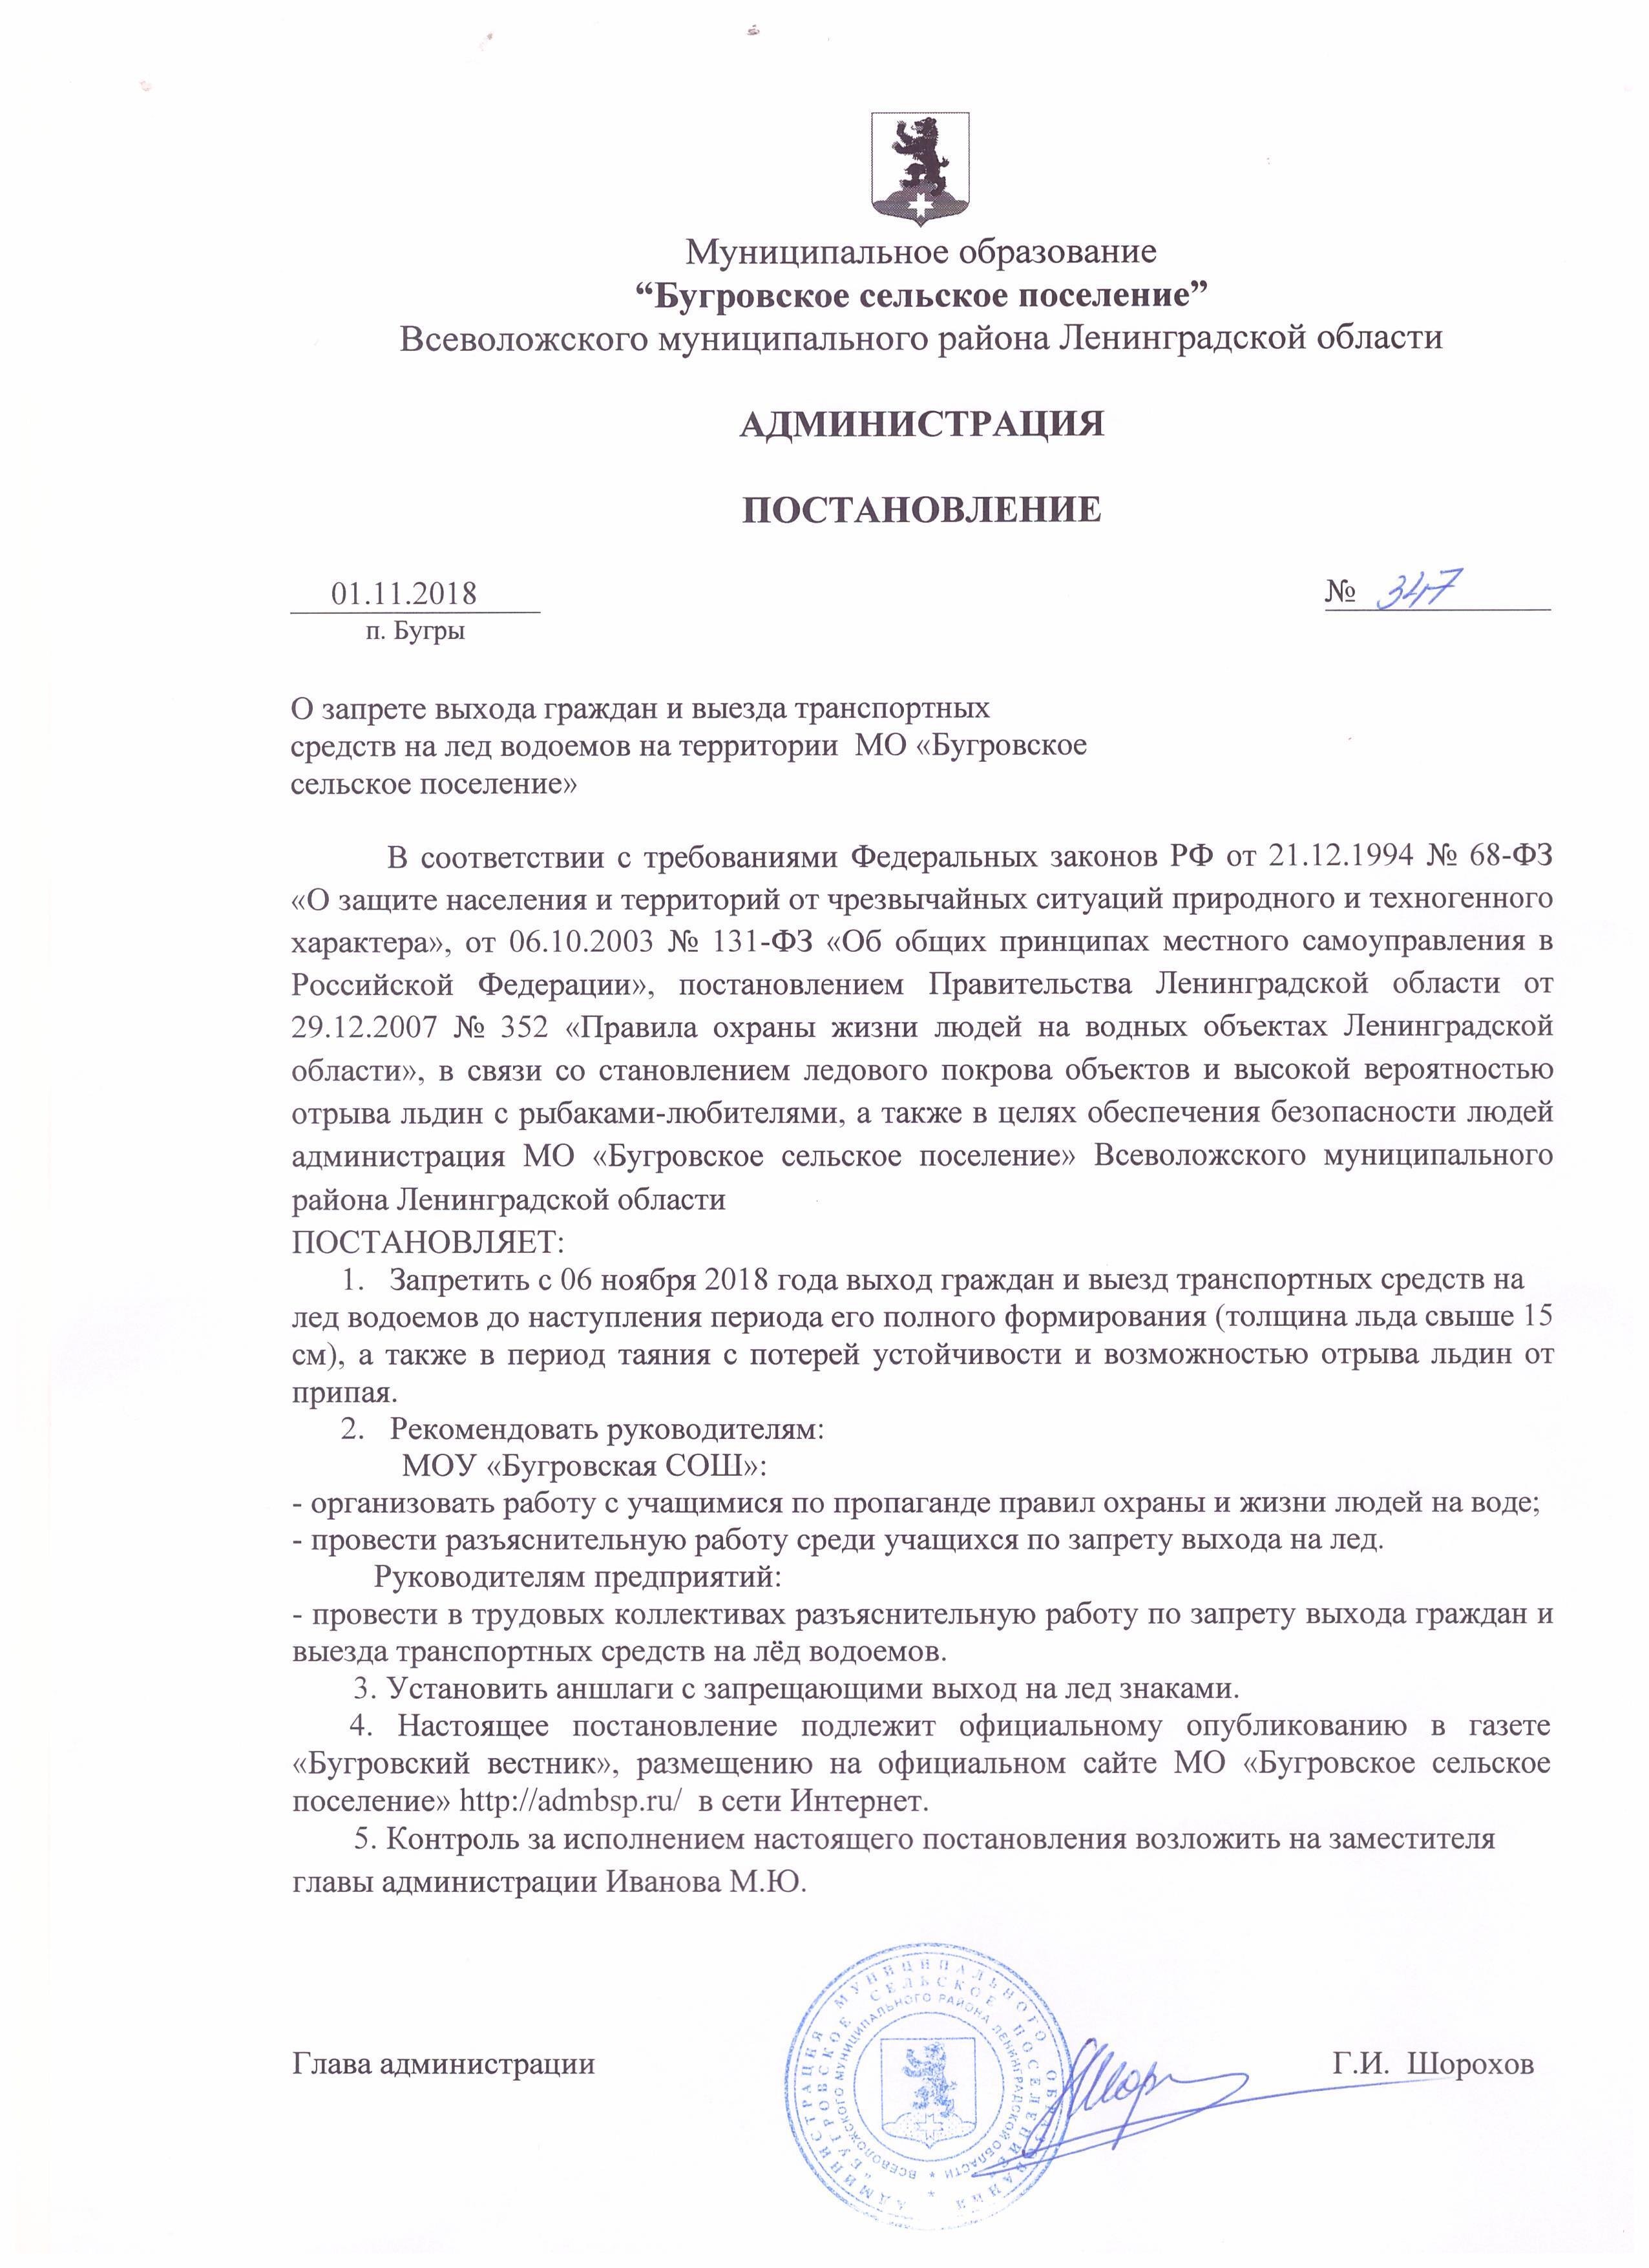 Муниципальное образование
“Бугровское сельское поселение”
Всеволожского муниципального района Ленинградской области
АДМИНИСТРАЦИЯ
ПОСТАНОВЛЕНИЕ
01.11.2018 № 347
п. Бугры
О запрете выхода граждан и выезда транспортных
средств на лед водоемов на территории МО «Бугровское
сельское поселение»
В соответствии с требованиями Федеральных законов РФ от 21.12.1994 № 68-ФЗ
«О защите населения и территорий от чрезвычайных ситуаций природного и техногенного
характера», от 06.10.2003 № 131-ФЗ «Об общих принципах местного самоуправления в
Российской Федерации», постановлением Правительства Ленинградской области от
29.12.2007 № 352 «Правила охраны жизни людей на водных объектах Ленинградской
области», в связи со становлением ледового покрова объектов и высокой вероятностью
отрыва льдин с рыбаками-любителями, а также в целях обеспечения безопасности людей
администрация МО «Бугровское сельское поселение» Всеволожского муниципального
района Ленинградской области
ПОСТАНОВЛЯЕТ:
1. Запретить с 06 ноября 2018 года выход граждан и выезд транспортных средств на
лед водоемов до наступления периода его полного формирования (толщина льда свыше 15
см), а также в период таяния с потерей устойчивости и возможностью отрыва льдин от
припая.
2. Рекомендовать руководителям:
МОУ «Бугровская СОШ»:
- организовать работу с учащимися по пропаганде правил охраны и жизни людей на воде;
- провести разъяснительную работу среди учащихся по запрету выхода на лед.
Руководителям предприятий:
- провести в трудовых коллективах разъяснительную работу по запрету выхода граждан и
выезда транспортных средств на лёд водоемов.
3. Установить аншлаги с запрещающими выход на лед знаками.
4. Настоящее постановление подлежит официальному опубликованию в газете
«Бугровский вестник», размещению на официальном сайте МО «Бугровское сельское
поселение» http://admbsp.ru/ в сети Интернет.
5. Контроль за исполнением настоящего постановления возложить на заместителя
главы администрации Иванова М.Ю.
Глава администрации Г.И. Шорохов
АДМИНИСТРАЦИЯ МУНИЦИПАЛЬНОГО ОБРАЗОВАНИЯ
"БУГРОВСКОЕ СЕЛЬСКОЕ ПОСЕЛЕНИЕ"
ВСЕВОЛОЖСКОГО МУНИЦИПАЛЬНОГО РАЙОНА ЛЕНИНГРАДСКОЙ ОБЛАСТИ